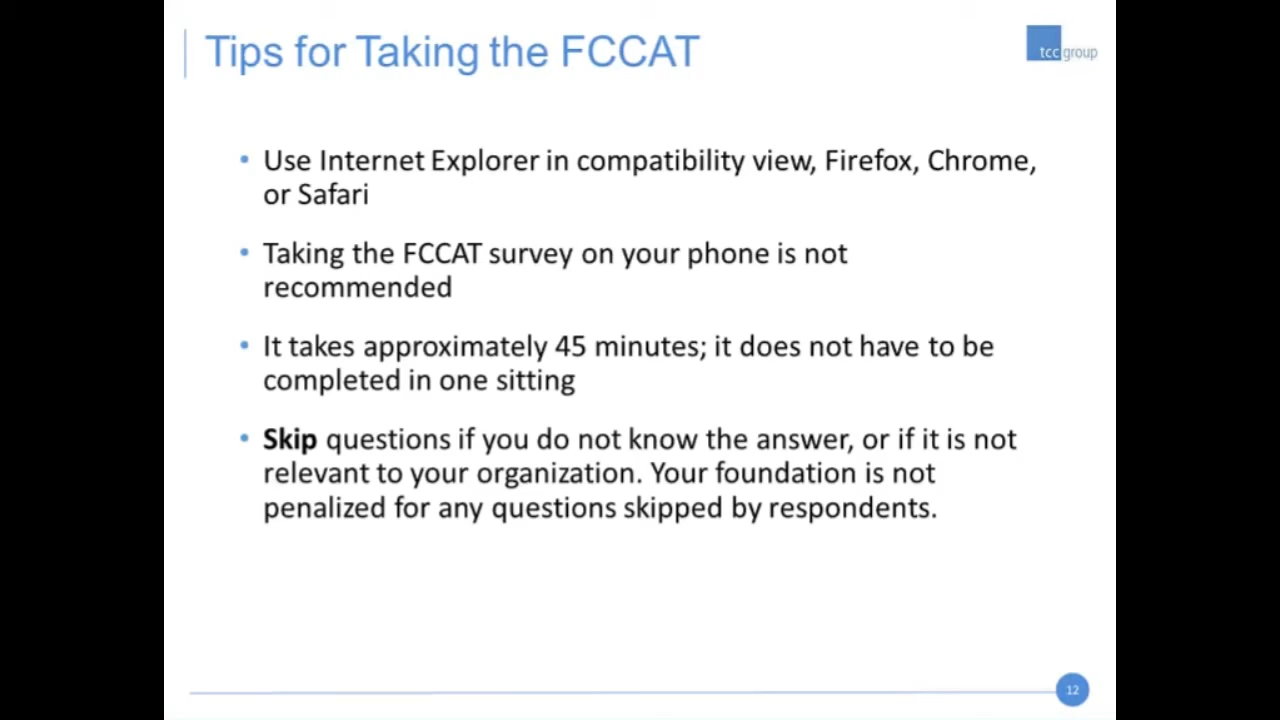 Tips for Taking the FCCAT
tcc group
• Use Internet Explorer in compatibility view, Firefox, Chrome,
or Safari
• Taking the FCCAT survey on your phone is not
recommended
• It takes approximately 45 minutes; it does not have to be
completed in one sitting
• Skip questions if you do not know the answer, or if it is not
relevant to your organization. Your foundation is not
penalized for any questions skipped by respondents.
12